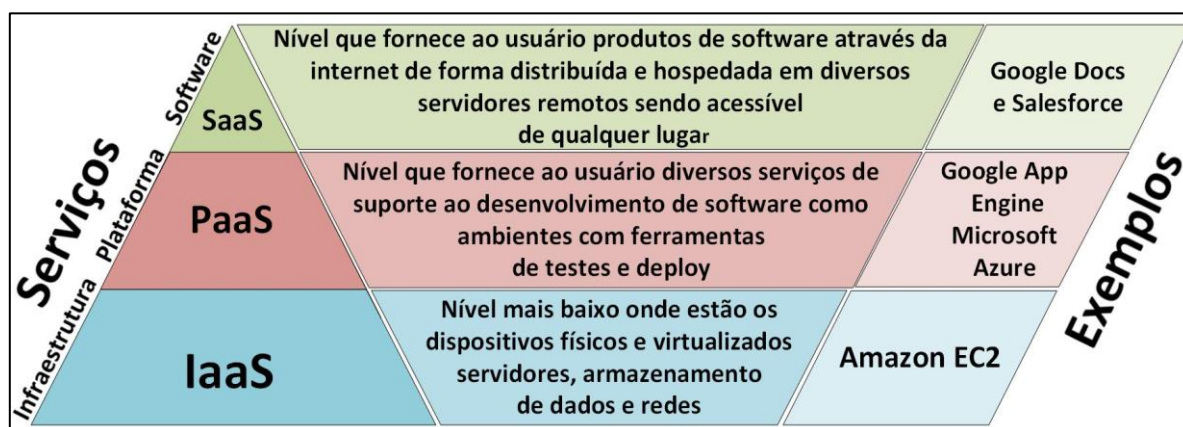 Serviços
Software
SaaS
Nível que fornece ao usuário produtos de software através da
internet de forma distribuída e hospedada em diversos
servidores remotos sendo acessível
de qualquer lugar
Google Docs
e Salesforce
Plataforma
PaaS
Nível que fornece ao usuário diversos serviços de
suporte ao desenvolvimento de software como
ambientes com ferramentas
de testes e deploy
Google App
Engine
Microsoft
Azure
Infraestrutura
IaaS
Nível mais baixo onde estão os
dispositivos físicos e virtualizados
servidores, armazenamento
de dados e redes
Amazon EC2
Exemplos